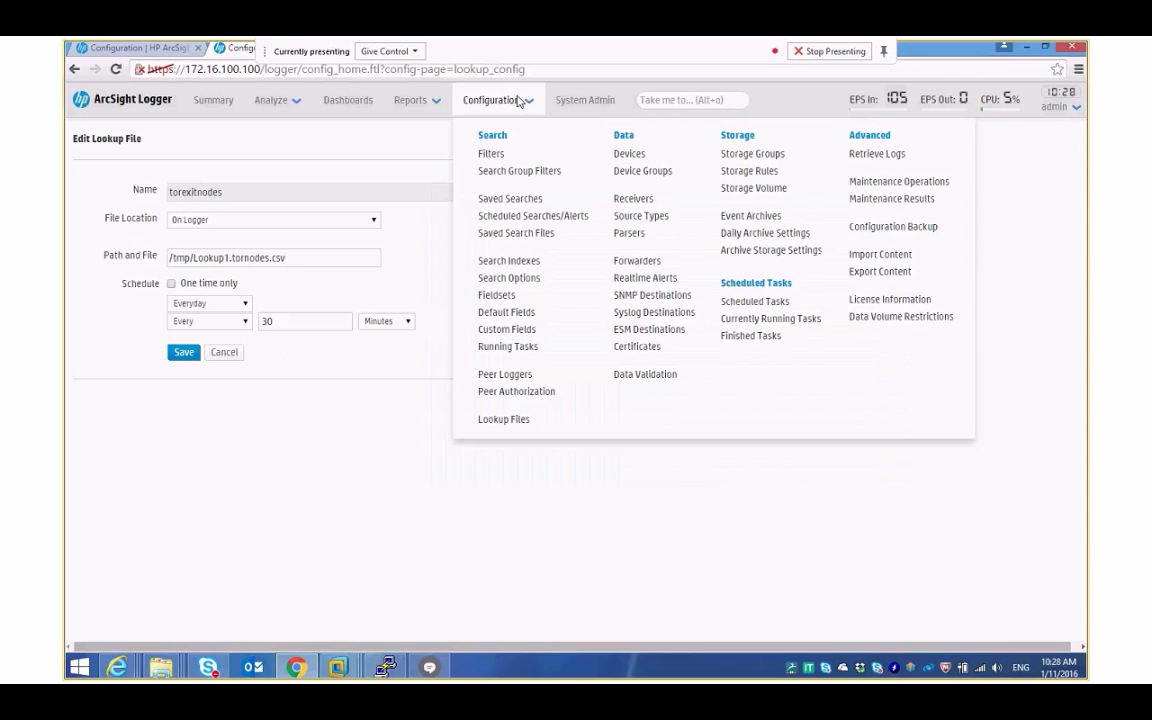 Configuration | HP ArcSig
Config
Currently presenting
Give Control
Stop Presenting
https://172.16.100.100/logger/config_home.ftl?config-page=lookup_config
hp ArcSight Logger
Summary
Analyze
Dashboards
Reports
Configuration
System Admin
Take me to... (Alt+a)
EPS In: 105
EPS Out: 0
CPU: 5%
10:28
admin
Edit Lookup File
Name
torexitnodes
File Location
On Logger
Path and File
/tmp/Lookup1.tornodes.csv
Schedule
One time only
Everyday
Every
30
Minutes
Save
Cancel
Search
Filters
Search Group Filters
Saved Searches
Scheduled Searches/Alerts
Saved Search Files
Search Indexes
Search Options
Fieldsets
Default Fields
Custom Fields
Running Tasks
Peer Loggers
Peer Authorization
Lookup Files
Data
Devices
Device Groups
Receivers
Source Types
Parsers
Forwarders
Realtime Alerts
SNMP Destinations
Syslog Destinations
ESM Destinations
Certificates
Data Validation
Storage
Storage Groups
Storage Rules
Storage Volume
Event Archives
Daily Archive Settings
Archive Storage Settings
Scheduled Tasks
Scheduled Tasks
Currently Running Tasks
Finished Tasks
Advanced
Retrieve Logs
Maintenance Operations
Maintenance Results
Configuration Backup
Import Content
Export Content
License Information
Data Volume Restrictions
ENG
10:28 AM
1/11/2016